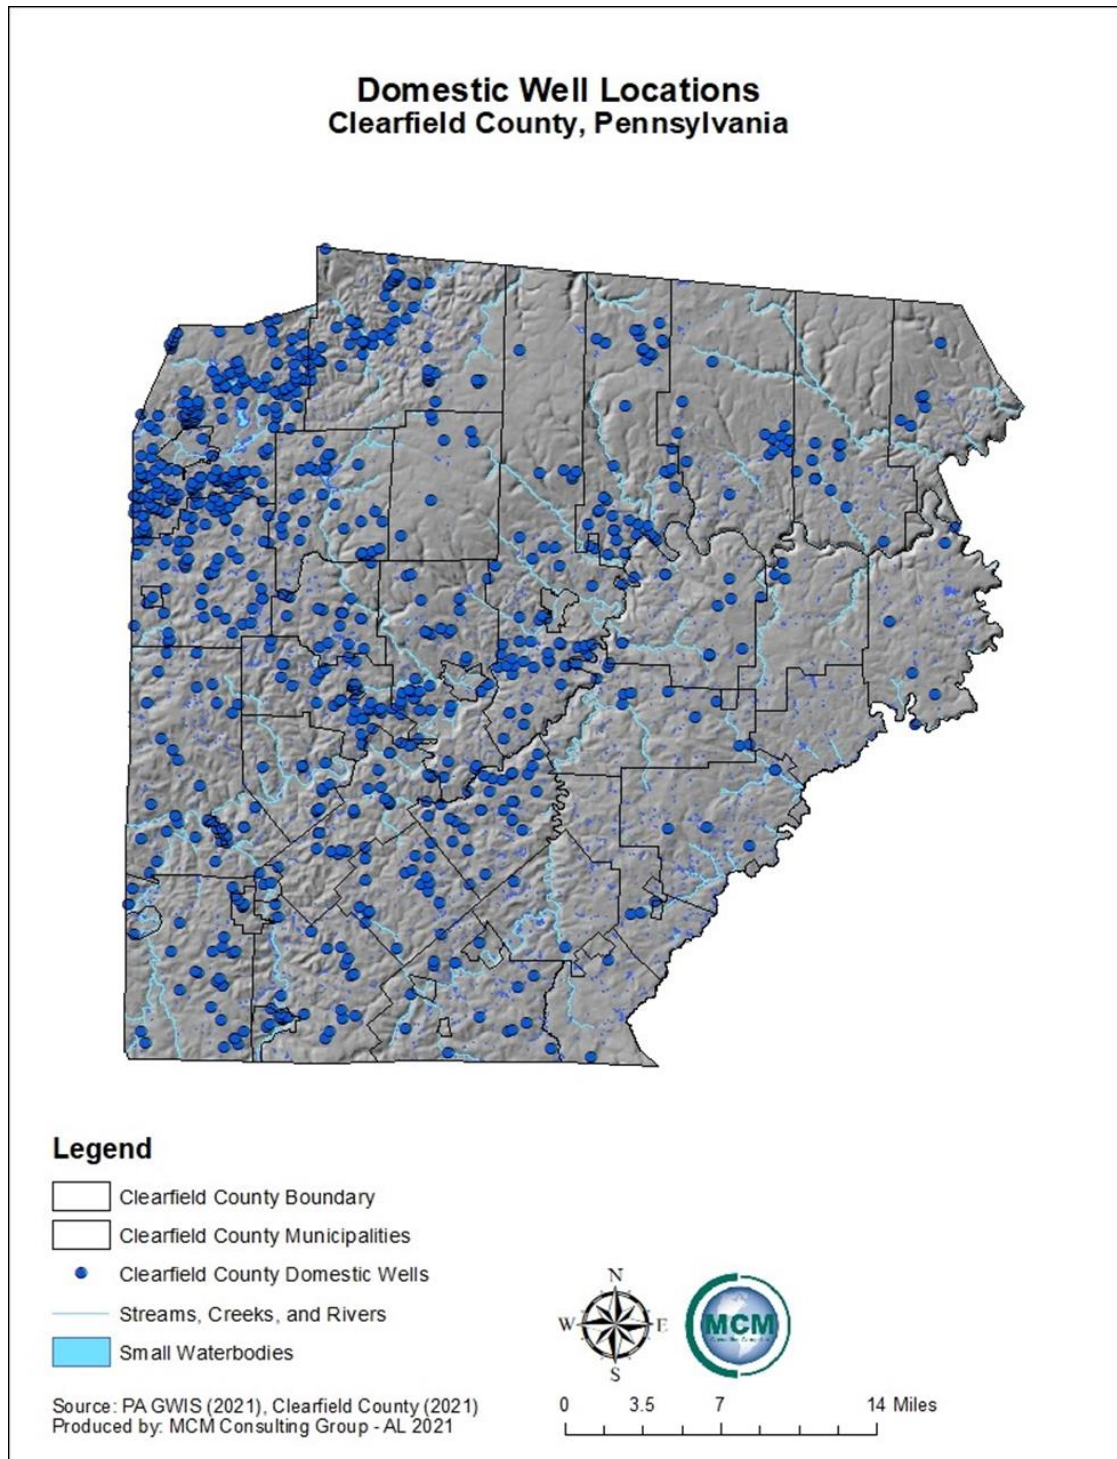 Domestic Well Locations
Clearfield County, Pennsylvania
Legend
Clearfield County Boundary
Clearfield County Municipalities
Clearfield County Domestic Wells
Streams, Creeks, and Rivers
Small Waterbodies
N
W E
S
MCM
Source: PA GWIS (2021), Clearfield County (2021)
Produced by: MCM Consulting Group - AL 2021
0 3.5 7 14 Miles